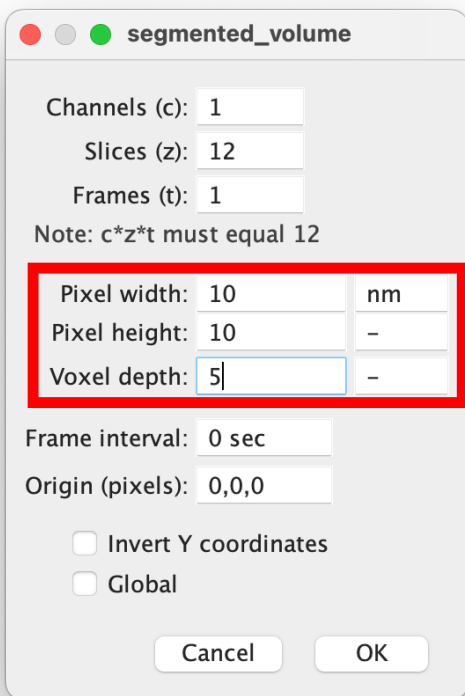 segmented_volume
Channels (c): 1
Slices (z): 12
Frames (t): 1
Note: c*z*t must equal 12
Pixel width: 10 nm
Pixel height: 10 –
Voxel depth: 5 –
Frame interval: 0 sec
Origin (pixels): 0,0,0
Invert Y coordinates
Global
Cancel OK